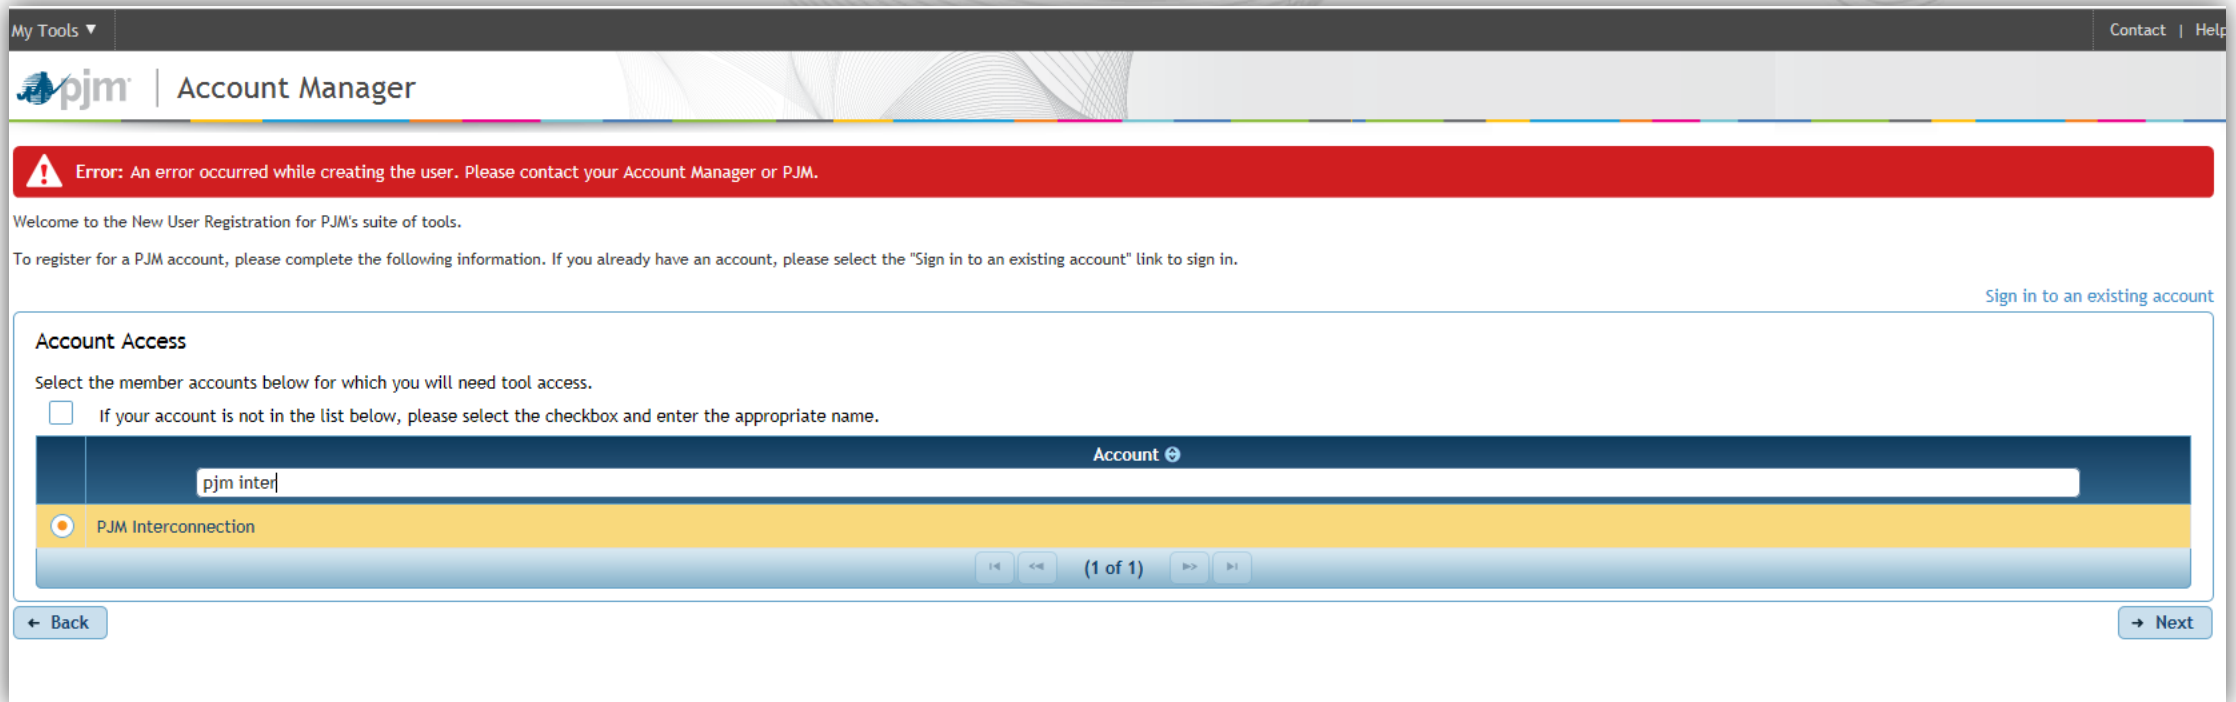 My Tools ▼
Contact | Help
pjm | Account Manager
Error: An error occurred while creating the user. Please contact your Account Manager or PJM.
Welcome to the New User Registration for PJM's suite of tools.
To register for a PJM account, please complete the following information. If you already have an account, please select the "Sign in to an existing account" link to sign in.
Sign in to an existing account
Account Access
Select the member accounts below for which you will need tool access.
If your account is not in the list below, please select the checkbox and enter the appropriate name.
Account
pjm inter
PJM Interconnection
(1 of 1)
← Back
→ Next